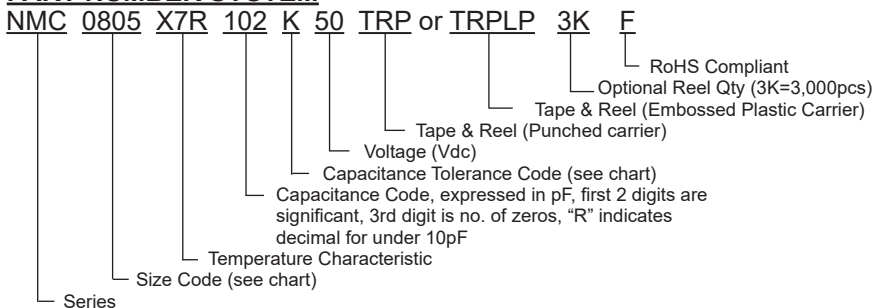 NMC 0805 X7R 102 K 50 TRP or TRPLP 3K F
RoHS Compliant
Optional Reel Qty (3K=3,000pcs)
Tape & Reel (Embossed Plastic Carrier)
Tape & Reel (Punched carrier)
Voltage (Vdc)
Capacitance Tolerance Code (see chart)
Capacitance Code, expressed in pF, first 2 digits are
significant, 3rd digit is no. of zeros, “R” indicates
decimal for under 10pF
Temperature Characteristic
Size Code (see chart)
Series